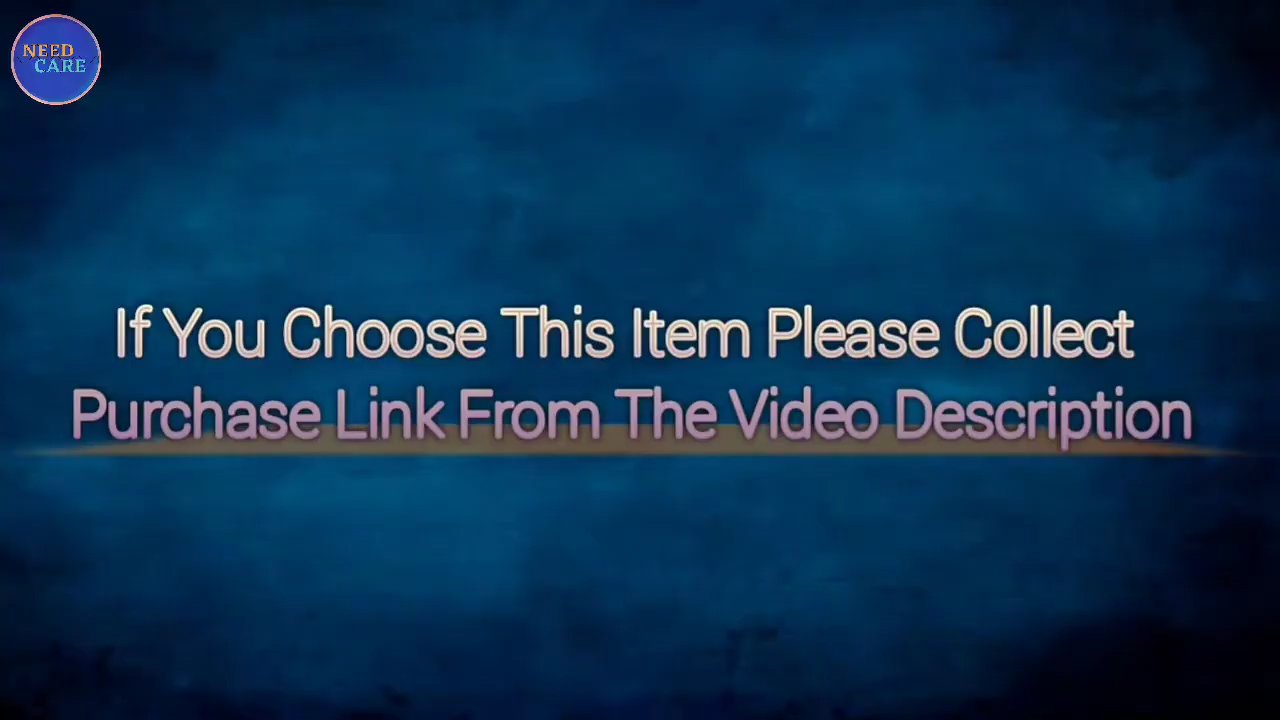 NEED
CARE
If You Choose This Item Please Collect
Purchase Link From The Video Description